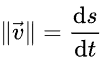 ‖v⃗‖ = ds/dt